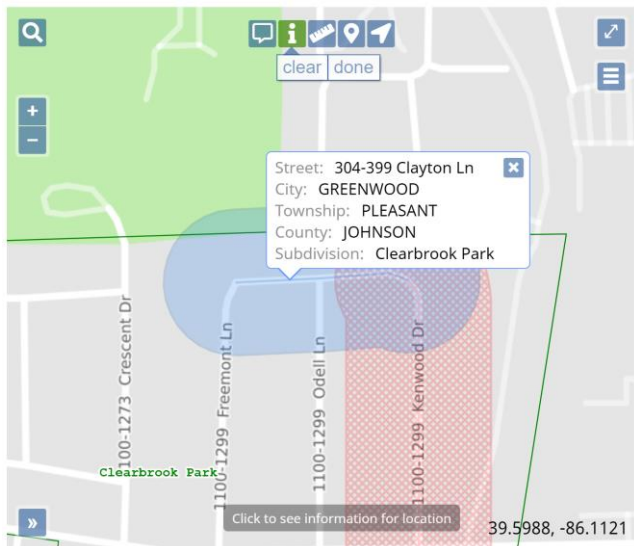 clear done
Street: 304-399 Clayton Ln
City: GREENWOOD
Township: PLEASANT
County: JOHNSON
Subdivision: Clearbrook Park
100-1273 Crescent Dr
1100-1299 Freemont Ln
1100-1299 Odell Ln
1100-1299 Kenwood Dr
Clearbrook Park
Click to see information for location
39.5988, -86.1121